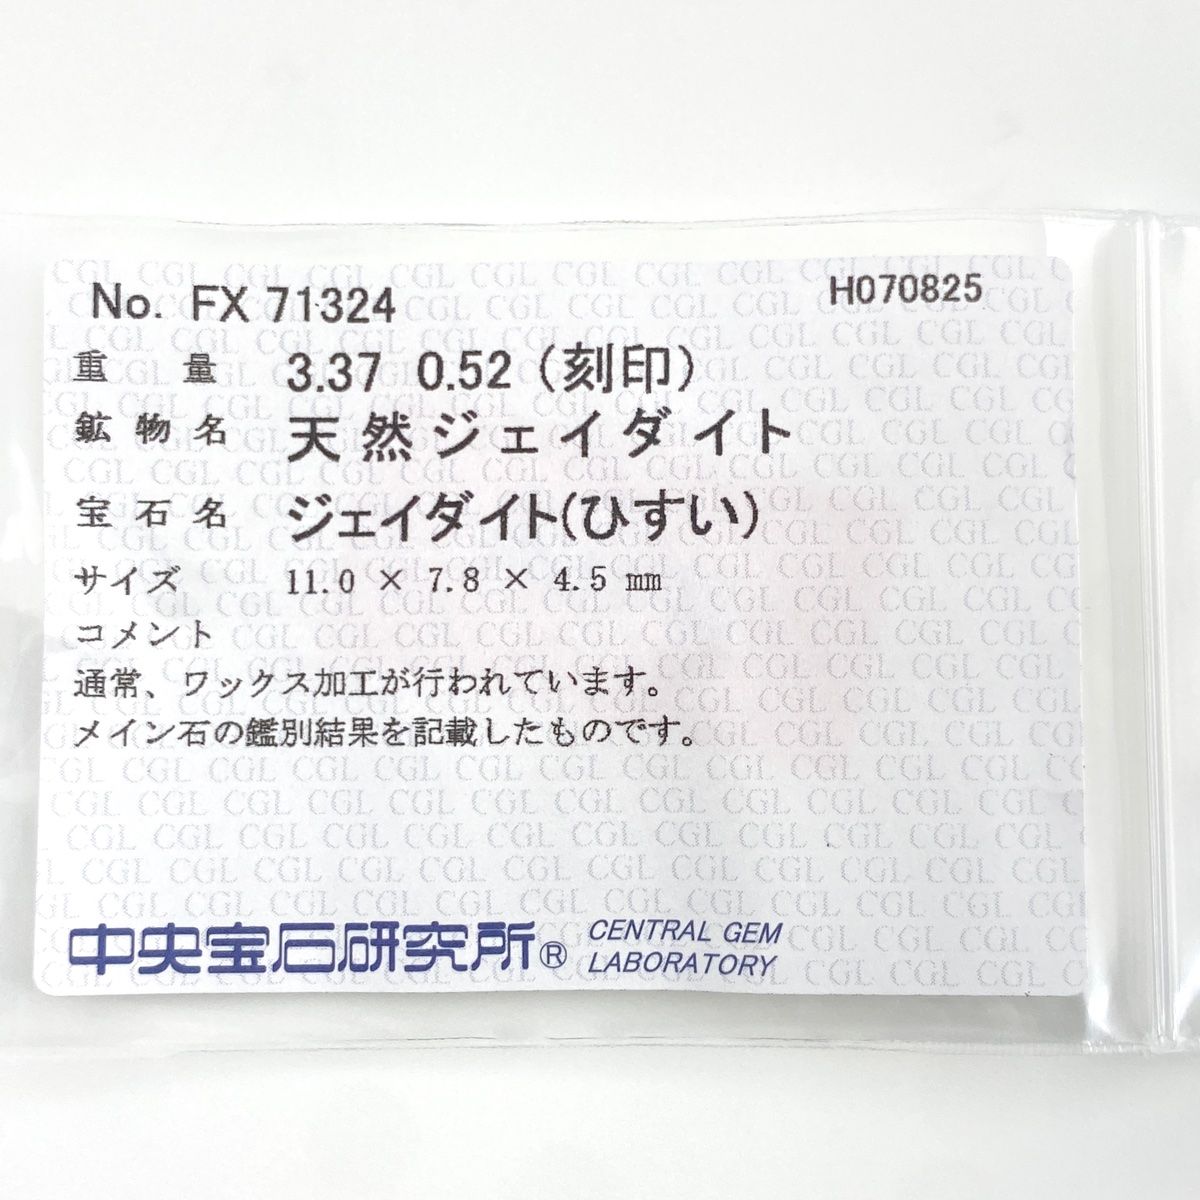 No. FX 71324
H070825
重量 3.37 0.52 (刻印)
鉱物名 天然ジェイダイト
宝石名 ジェイダイト(ひすい)
サイズ 11.0 × 7.8 × 4.5 mm
コメント
通常、ワックス加工が行われています。
メイン石の鑑別結果を記載したものです。
中央宝石研究所® CENTRAL GEM
LABORATORY